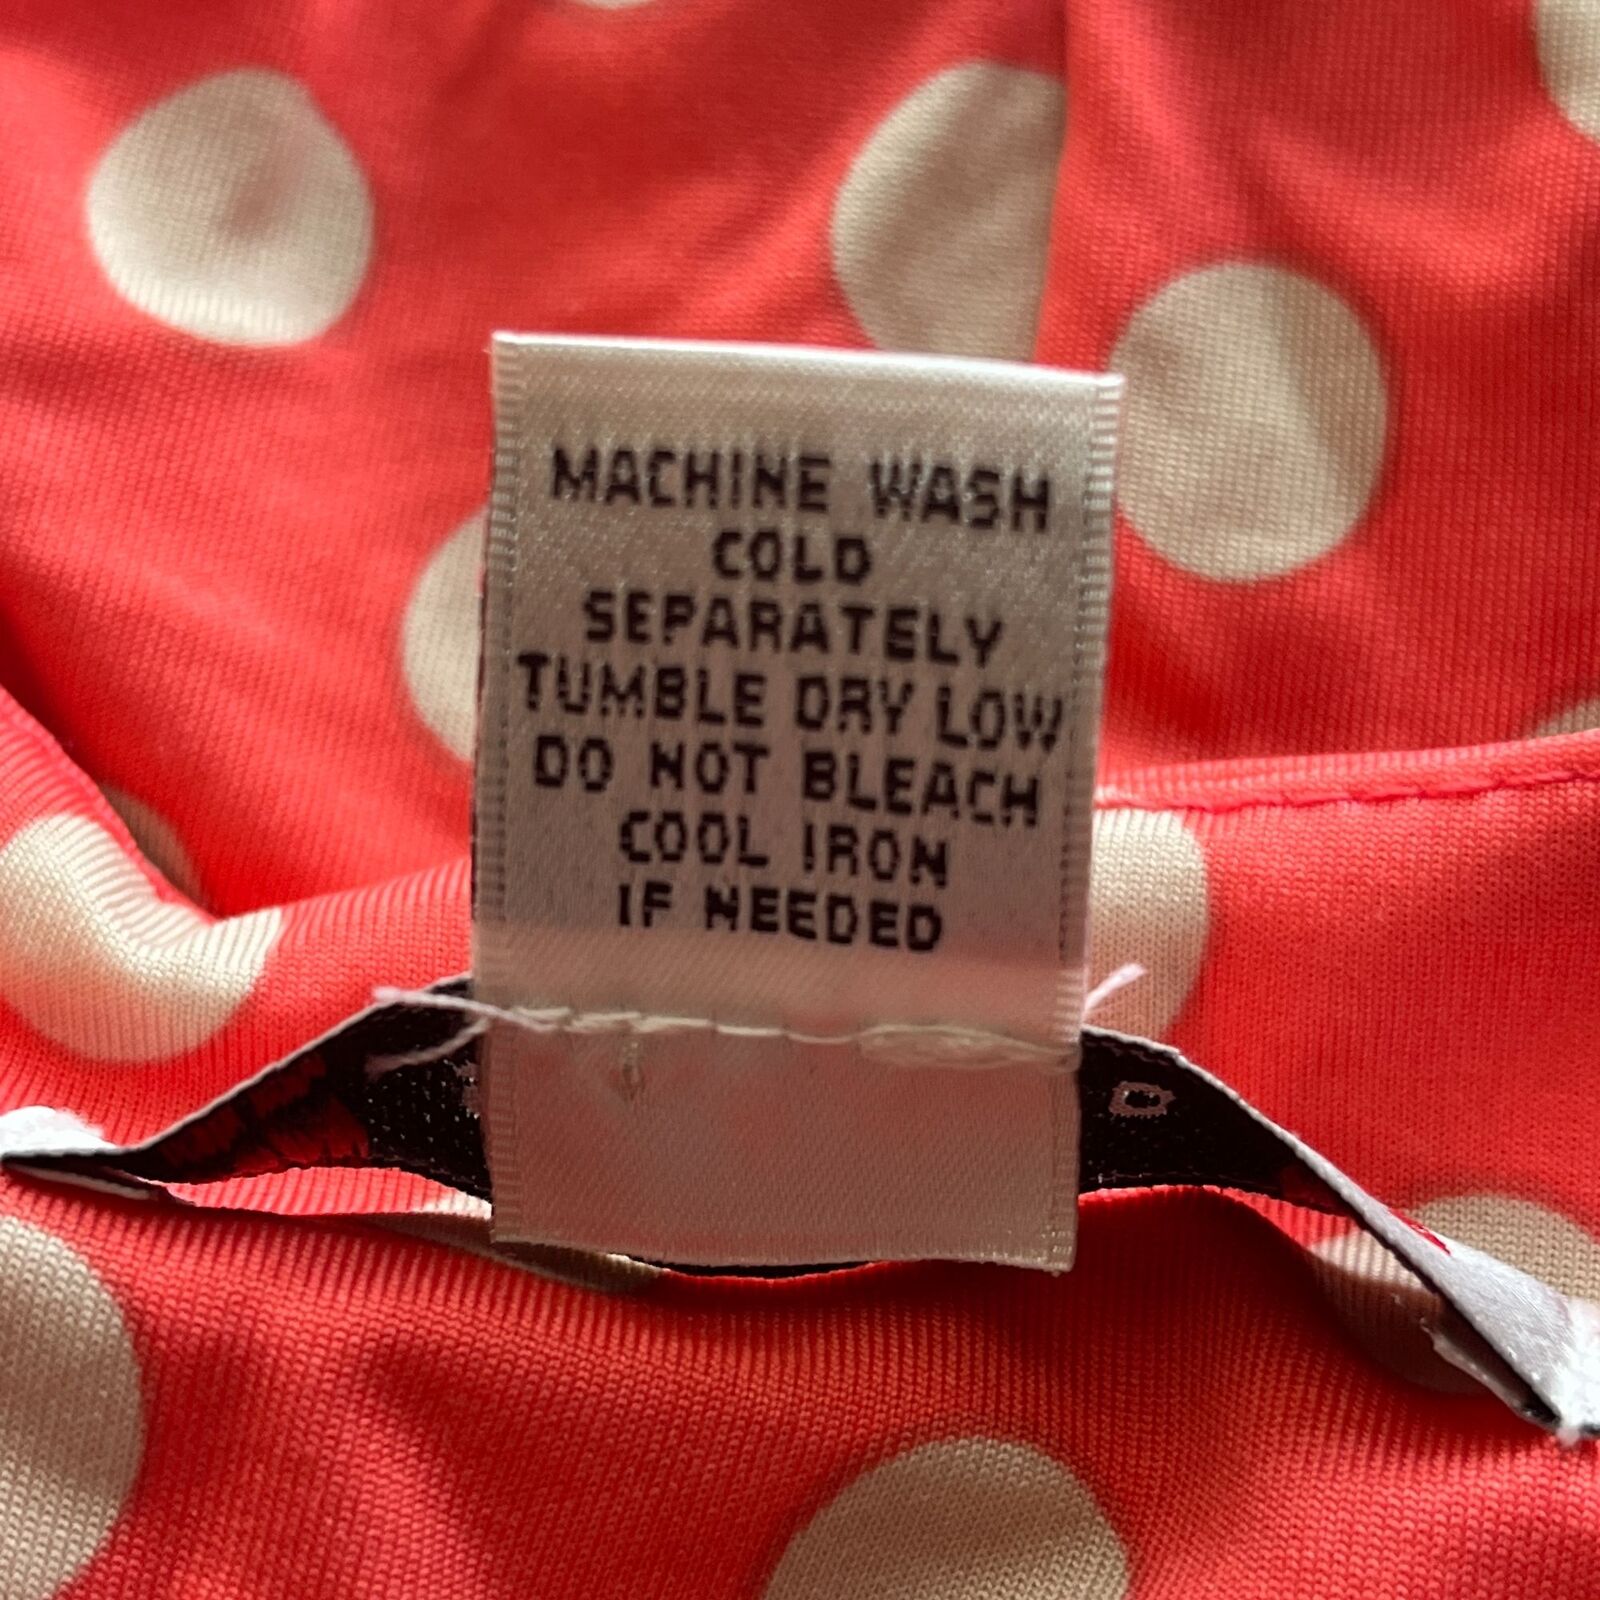 MACHINE WASH
COLD
SEPARATELY
TUMBLE DRY LOW
DO NOT BLEACH
COOL IRON
IF NEEDED